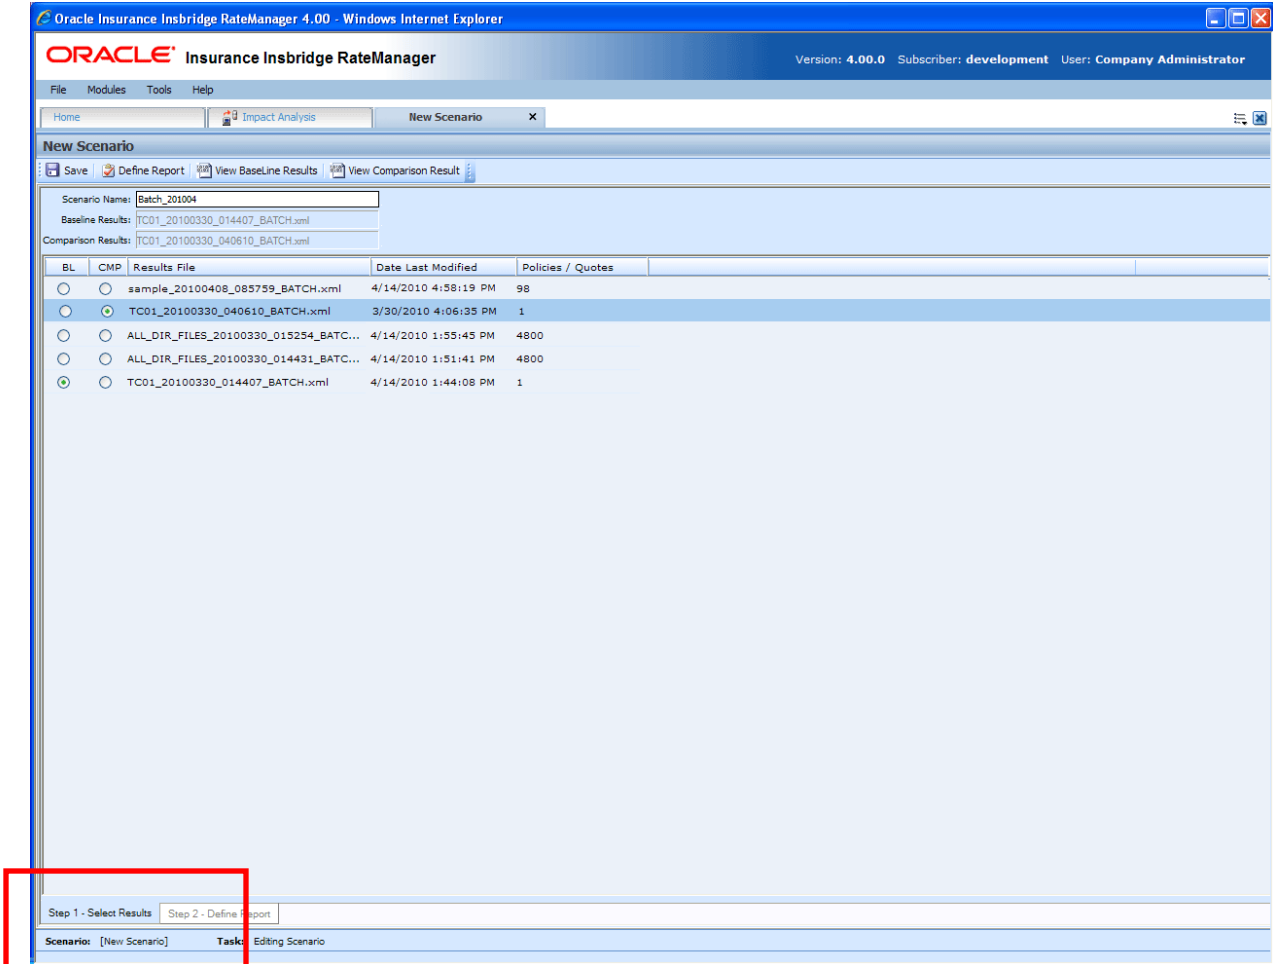 Oracle Insurance Insbridge RateManager 4.00 - Windows Internet Explorer
ORACLE Insurance Insbridge RateManager Version: 4.00.0 Subscriber: development User: Company Administrator
File Modules Tools Help
Home Impact Analysis New Scenario X
New Scenario
Save Define Report View BaseLine Results View Comparison Result
Scenario Name: Batch_201004
Baseline Results: TC01_20100330_014407_BATCH.xml
Comparison Results: TC01_20100330_040610_BATCH.xml
BL CMP Results File Date Last Modified Policies / Quotes
sample_20100408_085759_BATCH.xml 4/14/2010 4:58:19 PM 98
TC01_20100330_040610_BATCH.xml 3/30/2010 4:06:35 PM 1
ALL_DIR_FILES_20100330_015254_BATC... 4/14/2010 1:55:45 PM 4800
ALL_DIR_FILES_20100330_014431_BATC... 4/14/2010 1:51:41 PM 4800
TC01_20100330_014407_BATCH.xml 4/14/2010 1:44:08 PM 1
Step 1 - Select Results Step 2 - Define Report
Scenario: [New Scenario] Task: Editing Scenario